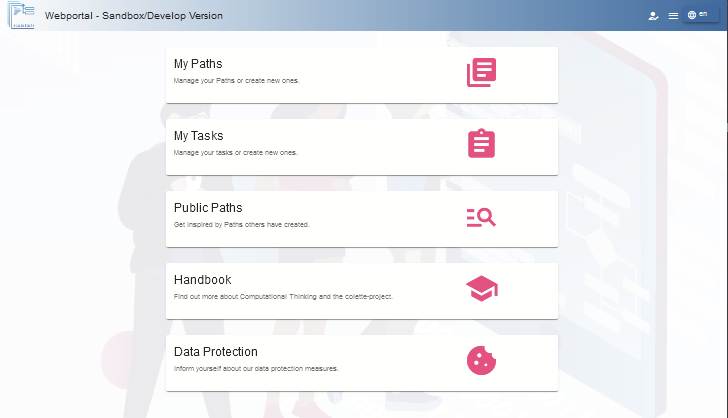 Webportal - Sandbox/Develop Version
en
My Paths
Manage your Paths or create new ones.
My Tasks
Manage your tasks or create new ones.
Public Paths
Get inspired by Paths others have created.
Handbook
Find out more about Computational Thinking and the colette-project.
Data Protection
Inform yourself about our data protection measures.